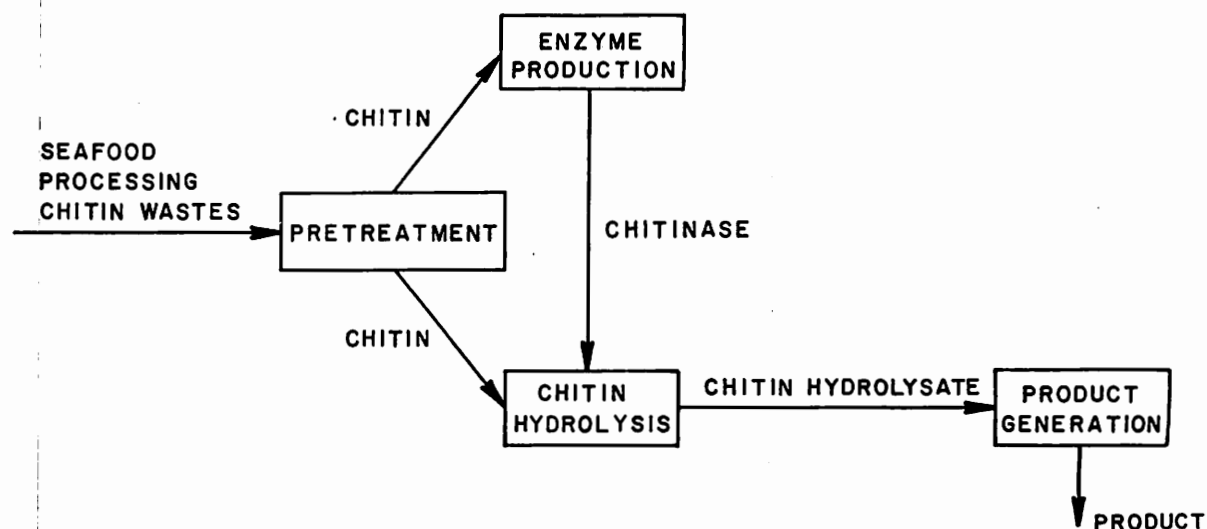 ENZYME
PRODUCTION
CHITIN
SEAFOOD
PROCESSING
CHITIN WASTES
PRETREATMENT
CHITINASE
CHITIN
CHITIN
HYDROLYSIS
CHITIN HYDROLYSATE
PRODUCT
GENERATION
PRODUCT